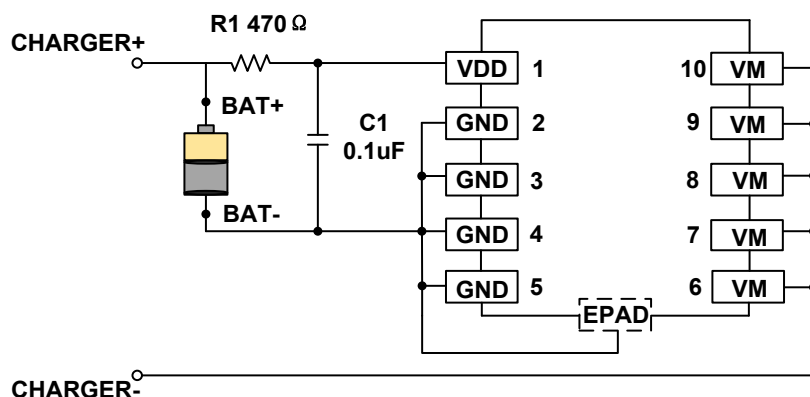 R1 470Ω
CHARGER+
BAT+
C1
0.1uF
BAT-
VDD 1
GND 2
GND 3
GND 4
GND 5
10 VM
9 VM
8 VM
7 VM
6 VM
EPAD
CHARGER-